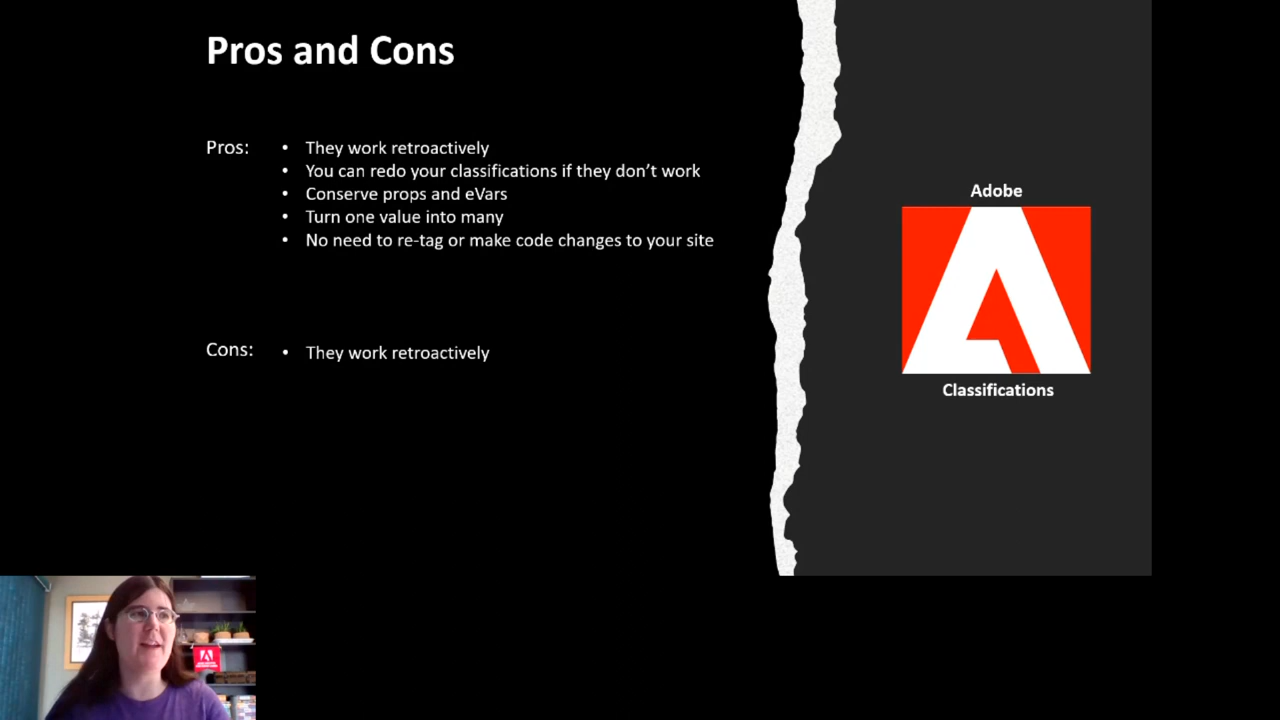 Pros and Cons
Pros:
• They work retroactively
• You can redo your classifications if they don’t work
• Conserve props and eVars
• Turn one value into many
• No need to re-tag or make code changes to your site
Cons:
• They work retroactively
Adobe
Classifications